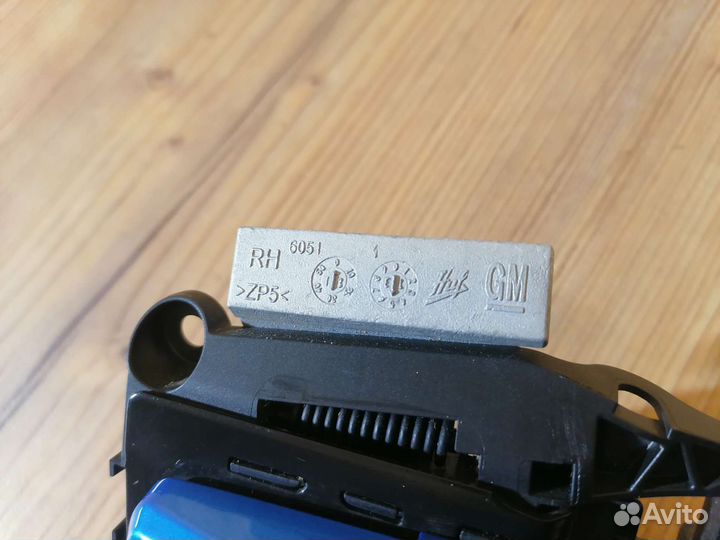 RH 6051 1
>ZP5< Huf GM
Avito